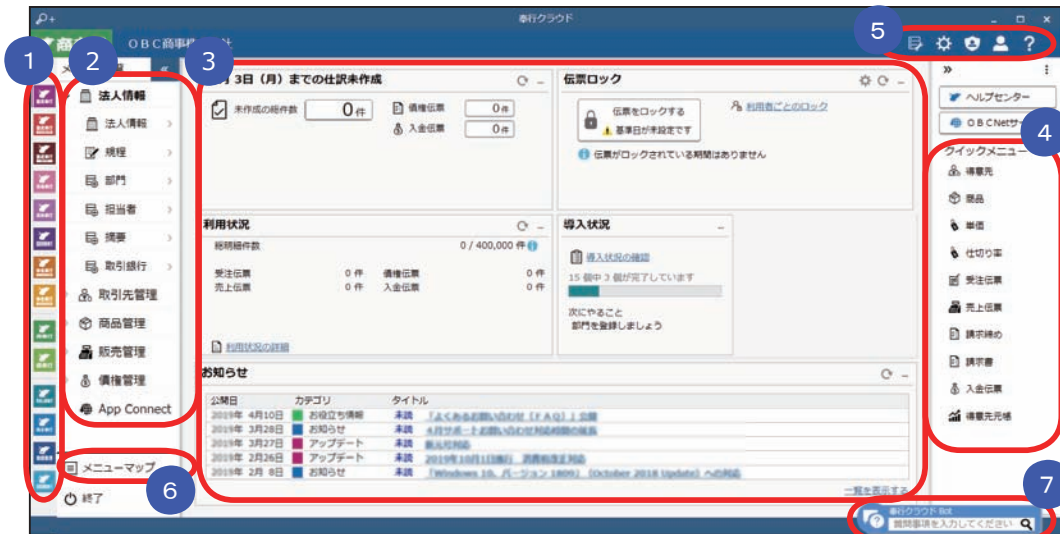 奉行クラウド
商
OBC商事
社
5
1
2
3
3日（月）までの仕訳未作成
未作成の総件数 0件
債権伝票 0件
入金伝票 0件
伝票ロック
伝票をロックする
基準日が未設定です
利用者ごとのロック
伝票がロックされている期間はありません
ヘルプセンター
OBCNetサ
4
クイックメニュー
得意先
商品
単価
仕切り率
受注伝票
売上伝票
請求締め
請求書
入金伝票
得意先元帳
法人情報
法人情報
規程
部門
担当者
摘要
取引銀行
取引先管理
商品管理
販売管理
債権管理
App Connect
メニューマップ
6
終了
利用状況
総明細件数 0 / 400,000 件
受注伝票 0 件 債権伝票 0 件
売上伝票 0 件 入金伝票 0 件
利用状況の詳細
導入状況
導入状況の確認
15 個中 3 個が完了しています
次にやること
部門を登録しましょう
お知らせ
公開日 カテゴリ タイトル
2019年 4月10日 お役立ち情報 未読 「よくあるお問い合わせ（FAQ）」公開
2019年 3月28日 お知らせ 未読 4月サポートお問い合わせ対応時間の延長
2019年 3月27日 アップデート 未読 新元号対応
2019年 2月26日 アップデート 未読 2019年10月1日施行 消費税改正対応
2019年 2月 8日 お知らせ 未読 「Windows 10、バージョン 1809」（October 2018 Update）への対応
一覧を表示する
7
奉行クラウド Bot
質問事項を入力してください